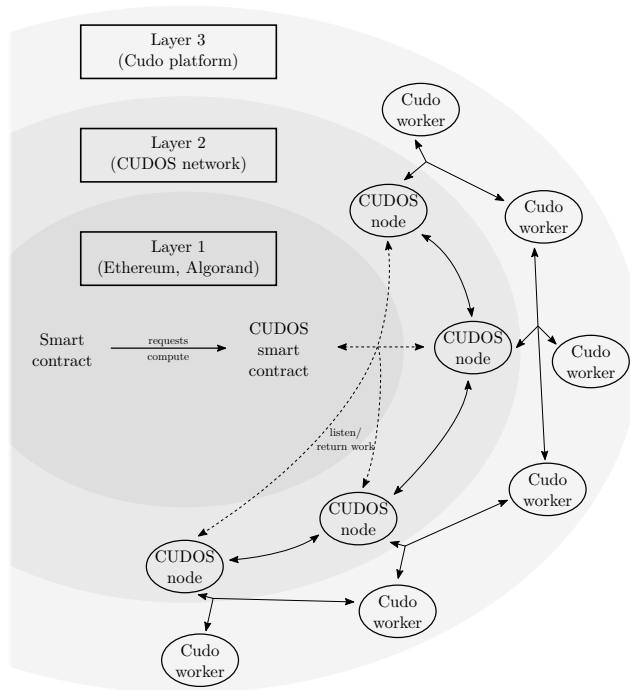 Layer 3
(Cudo platform)
Cudo
worker
Layer 2
(CUDOS network)
CUDOS
node
Cudo
worker
Layer 1
(Ethereum, Algorand)
Smart
contract
requests
compute
CUDOS
smart
contract
CUDOS
node
Cudo
worker
listen/
return work
Cudo
worker
CUDOS
node
CUDOS
node
Cudo
worker
Cudo
worker